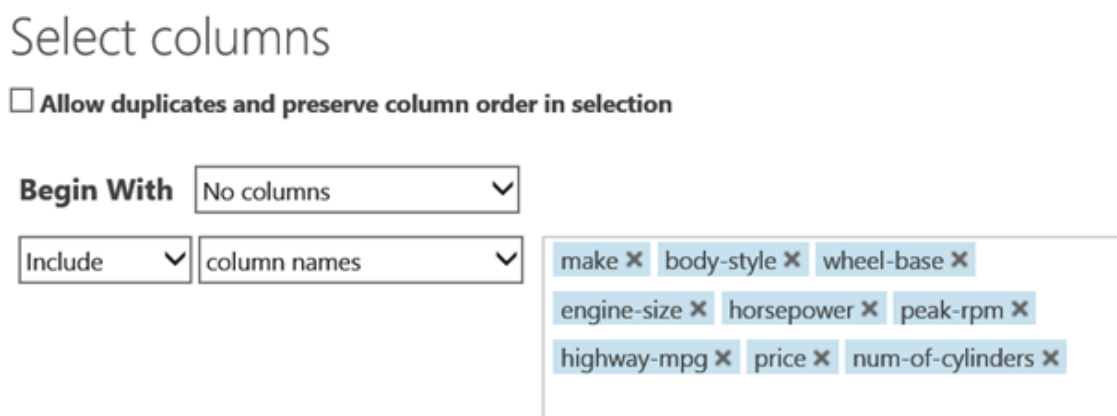 Select columns
Allow duplicates and preserve column order in selection
Begin With No columns
Include column names make body-style wheel-base
engine-size horsepower peak-rpm
highway-mpg price num-of-cylinders